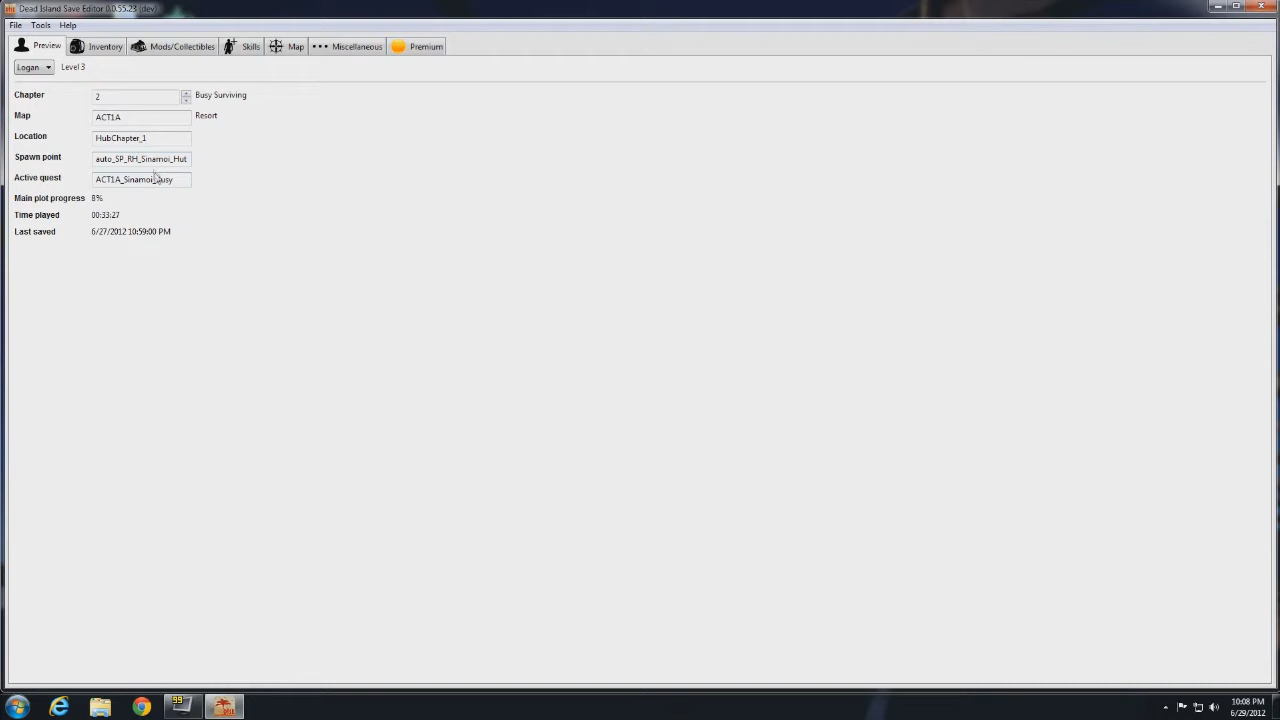 Dead Island Save Editor 0.0.55.23 (dev)
File Tools Help
Preview Inventory Mods/Collectibles Skills Map Miscellaneous Premium
Logan Level 3
Chapter 2 Busy Surviving
Map ACT1A Resort
Location HubChapter_1
Spawn point auto_SP_RH_Sinamoi_Hut
Active quest ACT1A_Sinamoi_Busy
Main plot progress 8%
Time played 00:33:27
Last saved 6/27/2012 10:59:00 PM
99
10:08 PM
6/29/2012